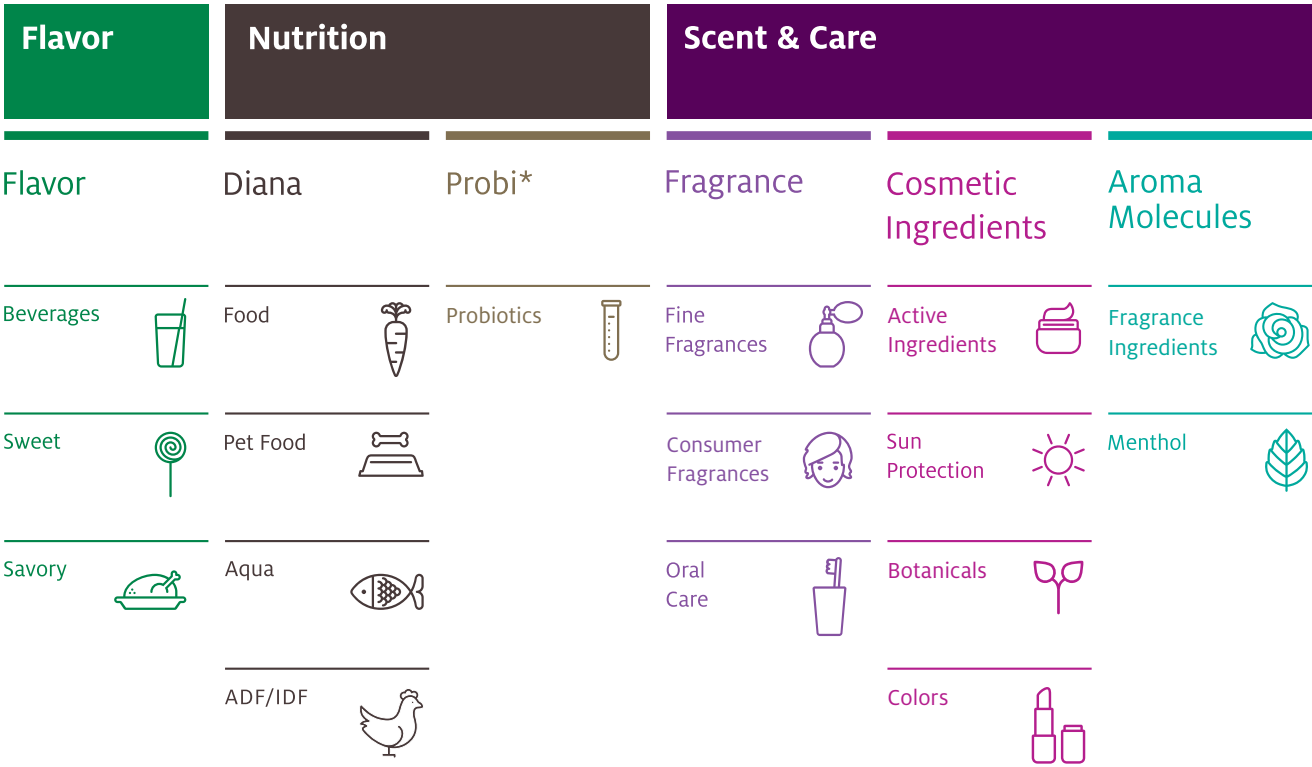 Flavor
Nutrition
Scent & Care
Flavor
Diana
Probi*
Fragrance
Cosmetic
Ingredients
Aroma
Molecules
Beverages
Food
Probiotics
Fine
Fragrances
Active
Ingredients
Fragrance
Ingredients
Sweet
Pet Food
Consumer
Fragrances
Sun
Protection
Menthol
Savory
Aqua
Oral
Care
Botanicals
ADF/IDF
Colors